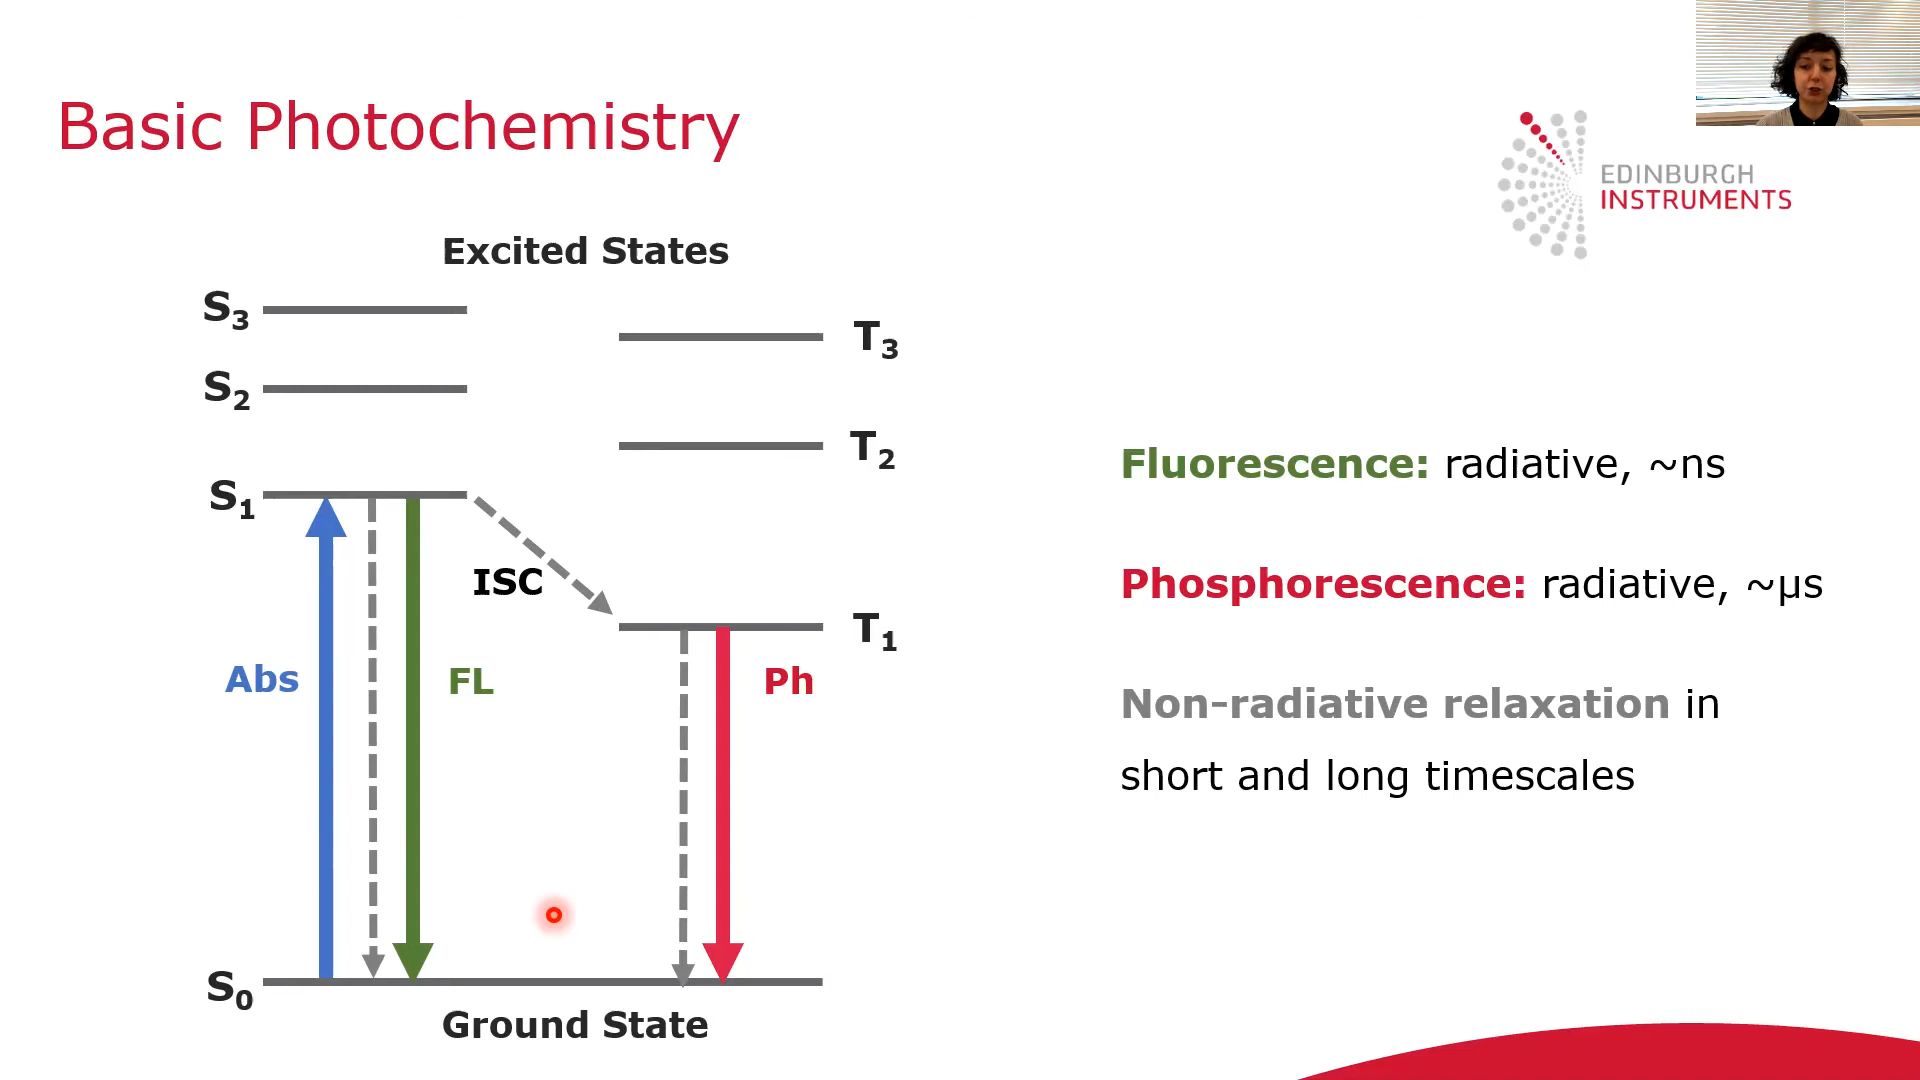 Basic Photochemistry
EDINBURGH
INSTRUMENTS
Excited States
S3
T3
S2
T2
S1
ISC
T1
Abs
FL
Ph
S0
Ground State
Fluorescence: radiative, ~ns
Phosphorescence: radiative, ~µs
Non-radiative relaxation in
short and long timescales